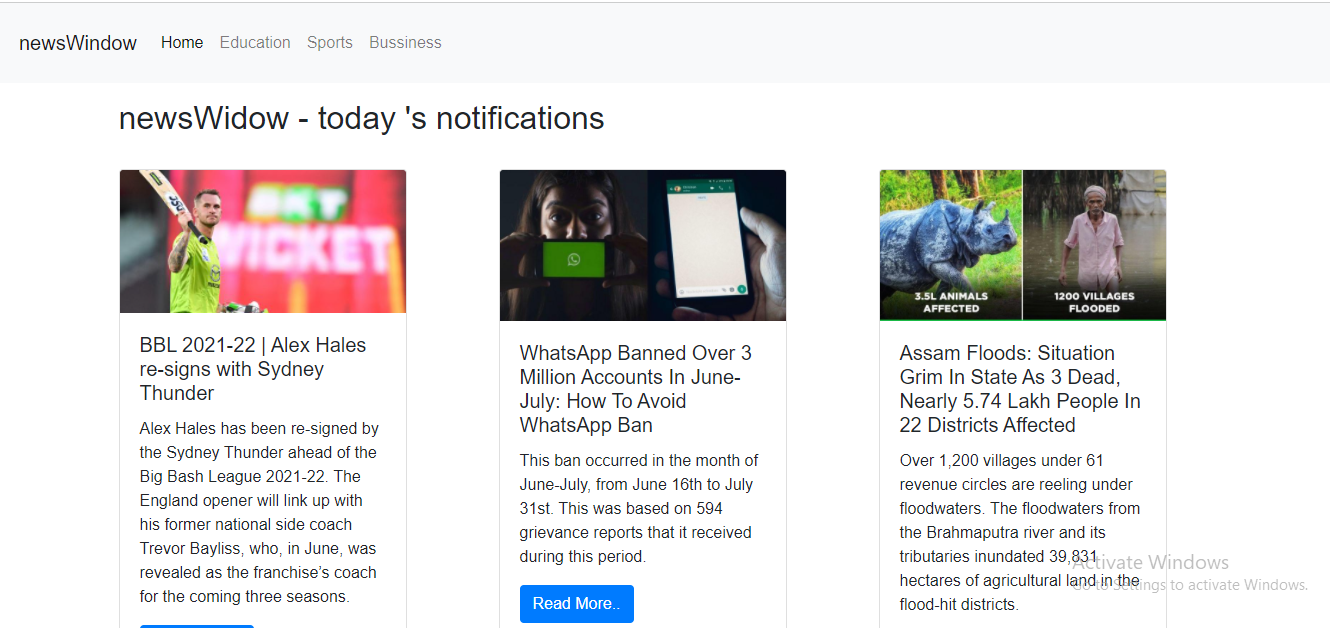 newsWindow Home Education Sports Bussiness
newsWidow - today 's notifications
JSW
BKT
WICKET
BBL 2021-22 | Alex Hales
re-signs with Sydney
Thunder
Alex Hales has been re-signed by
the Sydney Thunder ahead of the
Big Bash League 2021-22. The
England opener will link up with
his former national side coach
Trevor Bayliss, who, in June, was
revealed as the franchise’s coach
for the coming three seasons.
WhatsApp Banned Over 3
Million Accounts In June-
July: How To Avoid
WhatsApp Ban
This ban occurred in the month of
June-July, from June 16th to July
31st. This was based on 594
grievance reports that it received
during this period.
Read More..
3.5L ANIMALS
AFFECTED
1200 VILLAGES
FLOODED
Assam Floods: Situation
Grim In State As 3 Dead,
Nearly 5.74 Lakh People In
22 Districts Affected
Over 1,200 villages under 61
revenue circles are reeling under
floodwaters. The floodwaters from
the Brahmaputra river and its
tributaries inundated 39,831
hectares of agricultural land in the
flood-hit districts.
Activate Windows
Go to Settings to activate Windows.